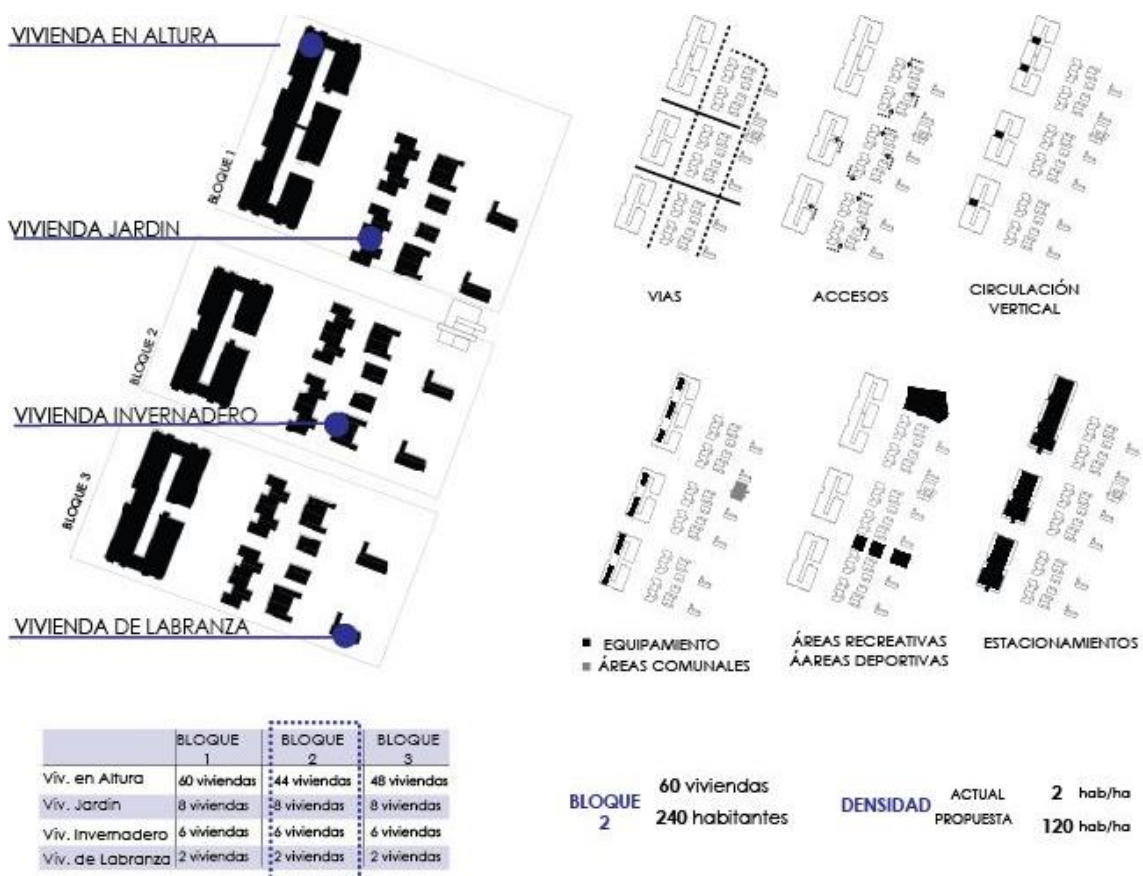 VIVIENDA EN ALTURA
BLOQUE 1
VIVIENDA JARDIN
BLOQUE 2
VIVIENDA INVERNADERO
BLOQUE 3
VIVIENDA DE LABRANZA
VIAS
ACCESOS
CIRCULACIÓN
VERTICAL
EQUIPAMIENTO
ÁREAS COMUNALES
ÁREAS RECREATIVAS
ÁAREAS DEPORTIVAS
ESTACIONAMIENTOS
BLOQUE 1 BLOQUE 2 BLOQUE 3
Viv. en Altura 60 viviendas 44 viviendas 48 viviendas
Viv. Jardin 8 viviendas 8 viviendas 8 viviendas
Viv. Invernadero 6 viviendas 6 viviendas 6 viviendas
Viv. de Labranza 2 viviendas 2 viviendas 2 viviendas
BLOQUE 2
60 viviendas
240 habitantes
DENSIDAD
ACTUAL 2 hab/ha
PROPUESTA 120 hab/ha